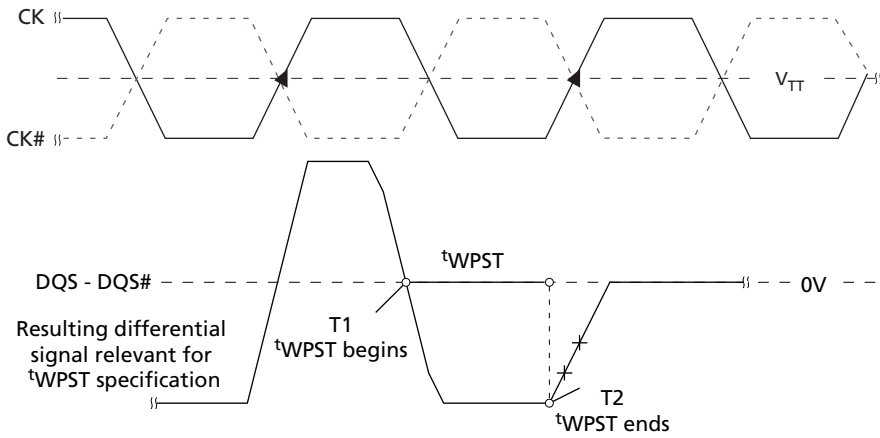 CK
V_TT
CK#
tWPST
DQS - DQS#
0V
Resulting differential
signal relevant for
tWPST specification
T1
tWPST begins
T2
tWPST ends